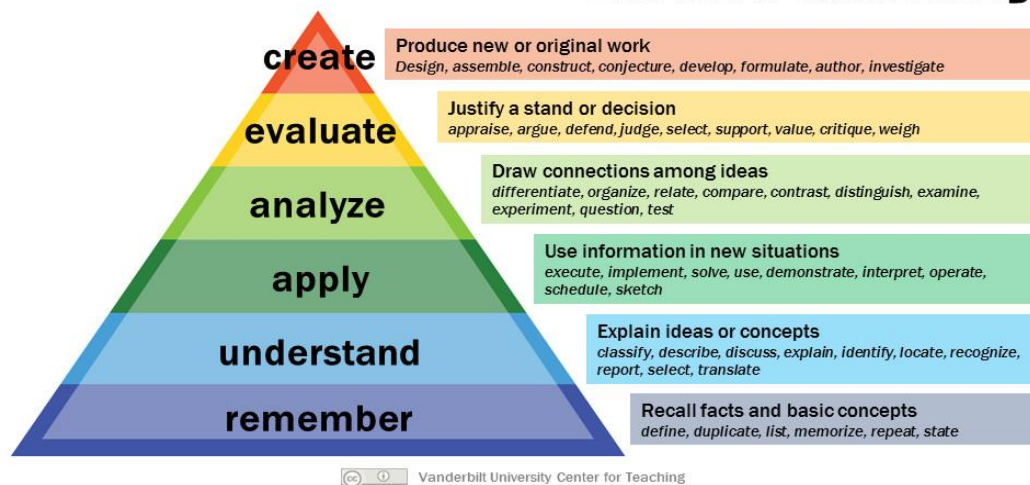 create
Produce new or original work
Design, assemble, construct, conjecture, develop, formulate, author, investigate
evaluate
Justify a stand or decision
appraise, argue, defend, judge, select, support, value, critique, weigh
analyze
Draw connections among ideas
differentiate, organize, relate, compare, contrast, distinguish, examine,
experiment, question, test
apply
Use information in new situations
execute, implement, solve, use, demonstrate, interpret, operate,
schedule, sketch
understand
Explain ideas or concepts
classify, describe, discuss, explain, identify, locate, recognize,
report, select, translate
remember
Recall facts and basic concepts
define, duplicate, list, memorize, repeat, state
cc Vanderbilt University Center for Teaching